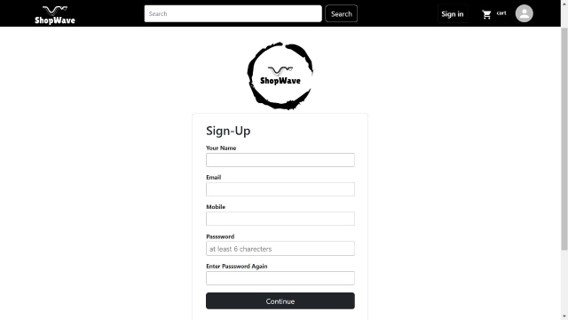 ShopWave
Search
Search
Sign in
cart
ShopWave
Sign-Up
Your Name
Email
Mobile
Passsword
at least 6 charecters
Enter Password Again
Continue